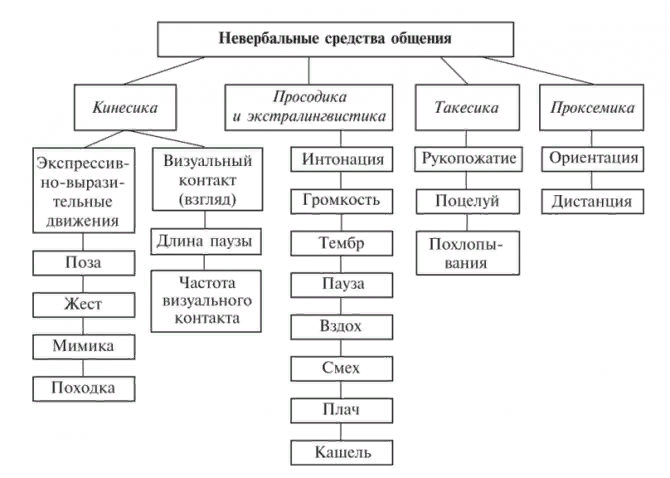 Невербальные средства общения
Кинесика
Просодика
и экстралингвистика
Такесика
Проксемика
Экспрессив-
но-вырази-
тельные
движения
Поза
Жест
Мимика
Походка
Визуальный
контакт
(взгляд)
Длина паузы
Частота
визуального
контакта
Интонация
Громкость
Тембр
Пауза
Вздох
Смех
Плач
Кашель
Рукопожатие
Поцелуй
Похлопы-
вания
Ориентация
Дистанция